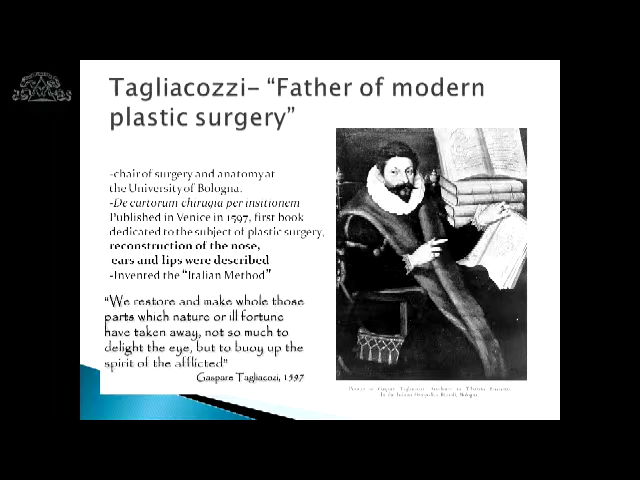 Tagliacozzi- “Father of modern
plastic surgery”
-chair of surgery and anatomy at
the University of Bologna.
-De curtorum chirugia per insitionem
Published in Venice in 1597, first book
dedicated to the subject of plastic surgery,
reconstruction of the nose,
ears and lips were described
-Invented the “Italian Method”
“We restore and make whole those
parts which nature or ill fortune
have taken away, not so much to
delight the eye, but to buoy up the
spirit of the afflicted”
Gaspare Tagliacozi, 1597